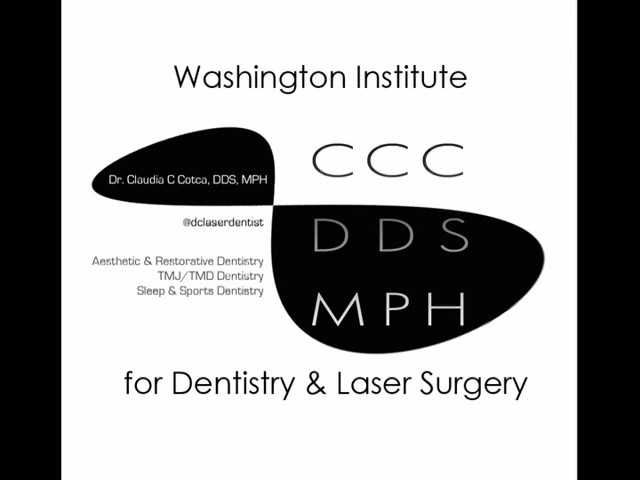 Washington Institute
Dr. Claudia C Cotca, DDS, MPH
CCC
@dclaserdentist
DDS
Aesthetic & Restorative Dentistry
TMJ/TMD Dentistry
Sleep & Sports Dentistry
MPH
for Dentistry & Laser Surgery